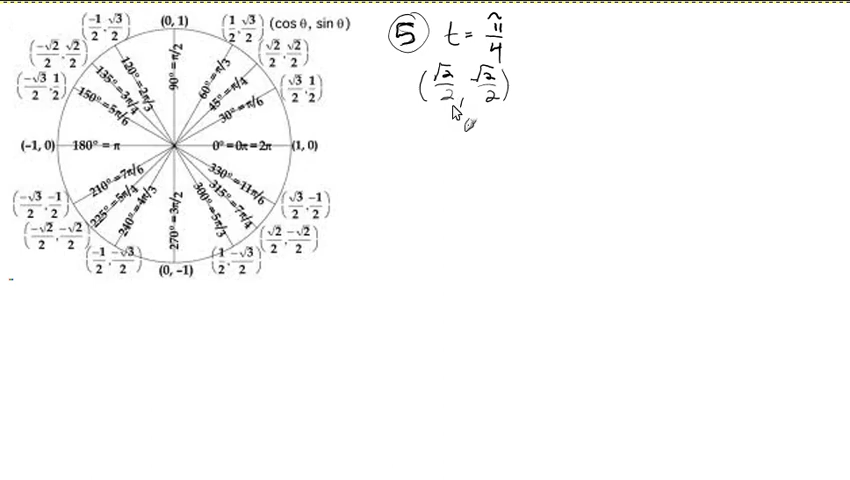 (-1/2, √3/2)
(0, 1)
(1/2, √3/2) (cos θ, sin θ)
(-√2/2, √2/2)
(√2/2, √2/2)
(-√3/2, 1/2)
(√3/2, 1/2)
120°=2π/3
90°=π/2
60°=π/3
135°=3π/4
45°=π/4
150°=5π/6
30°=π/6
(-1, 0)
180°= π
0°=0π=2π
(1, 0)
210°=7π/6
330°=11π/6
225°=5π/4
315°=7π/4
240°=4π/3
270°=3π/2
300°=5π/3
(-√3/2, -1/2)
(√3/2, -1/2)
(-√2/2, -√2/2)
(√2/2, -√2/2)
(-1/2, -√3/2)
(0, -1)
(1/2, -√3/2)
5 t = π/4
(√2/2, √2/2)